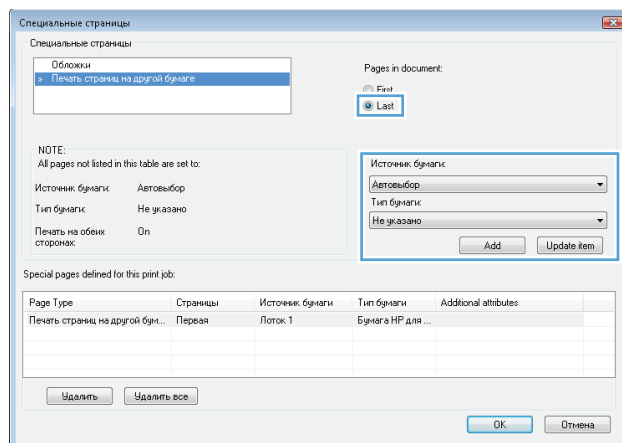 Специальные страницы
Специальные страницы
Обложки
» Печать страниц на другой бумаге
Pages in document:
First
Last
NOTE:
All pages not listed in this table are set to:
Источник бумаги: Автовыбор
Тип бумаги: Не указано
Печать на обеих сторонах: On
Источник бумаги:
Автовыбор
Тип бумаги:
Не указано
Add Update item
Special pages defined for this print job:
Page Type Страницы Источник бумаги Тип бумаги Additional attributes
Печать страниц на другой бум... Первая Лоток 1 Бумага HP для ...
Удалить Удалить все
OK Отмена